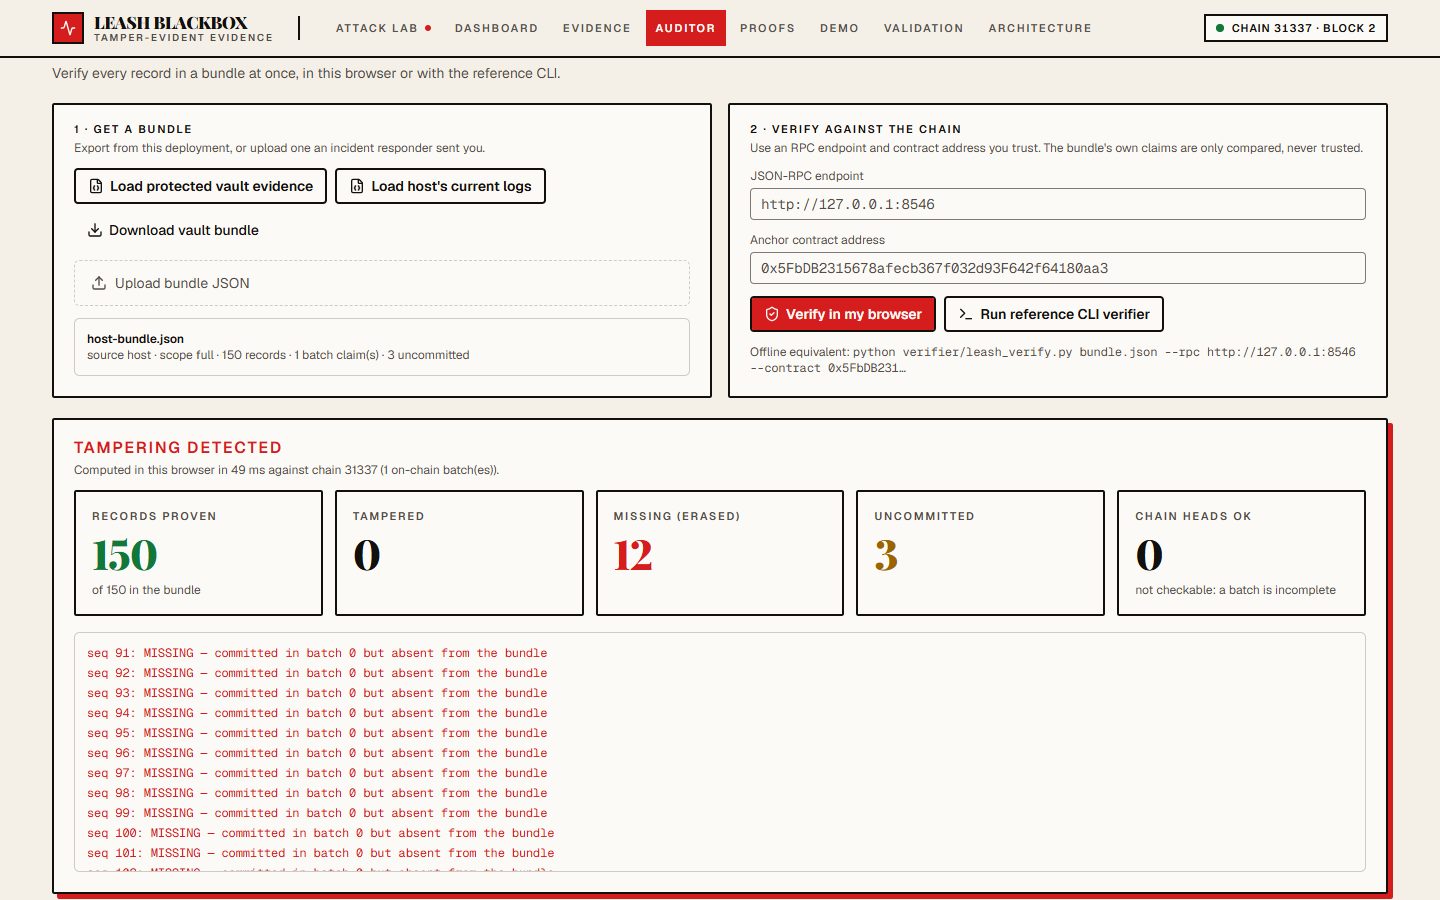 LEASH BLACKBOX
TAMPER-EVIDENT EVIDENCE
ATTACK LAB
DASHBOARD
EVIDENCE
AUDITOR
PROOFS
DEMO
VALIDATION
ARCHITECTURE
CHAIN 31337 · BLOCK 2
Verify every record in a bundle at once, in this browser or with the reference CLI.
1 · GET A BUNDLE
Export from this deployment, or upload one an incident responder sent you.
Load protected vault evidence
Load host's current logs
Download vault bundle
Upload bundle JSON
host-bundle.json
source host · scope full · 150 records · 1 batch claim(s) · 3 uncommitted
2 · VERIFY AGAINST THE CHAIN
Use an RPC endpoint and contract address you trust. The bundle's own claims are only compared, never trusted.
JSON-RPC endpoint
http://127.0.0.1:8546
Anchor contract address
0x5FbDB2315678afecb367f032d93F642f64180aa3
Verify in my browser
Run reference CLI verifier
Offline equivalent: python verifier/leash_verify.py bundle.json --rpc http://127.0.0.1:8546
--contract 0x5FbDB231…
TAMPERING DETECTED
Computed in this browser in 49 ms against chain 31337 (1 on-chain batch(es)).
RECORDS PROVEN
150
of 150 in the bundle
TAMPERED
0
MISSING (ERASED)
12
UNCOMMITTED
3
CHAIN HEADS OK
0
not checkable: a batch is incomplete
seq 91: MISSING — committed in batch 0 but absent from the bundle
seq 92: MISSING — committed in batch 0 but absent from the bundle
seq 93: MISSING — committed in batch 0 but absent from the bundle
seq 94: MISSING — committed in batch 0 but absent from the bundle
seq 95: MISSING — committed in batch 0 but absent from the bundle
seq 96: MISSING — committed in batch 0 but absent from the bundle
seq 97: MISSING — committed in batch 0 but absent from the bundle
seq 98: MISSING — committed in batch 0 but absent from the bundle
seq 99: MISSING — committed in batch 0 but absent from the bundle
seq 100: MISSING — committed in batch 0 but absent from the bundle
seq 101: MISSING — committed in batch 0 but absent from the bundle